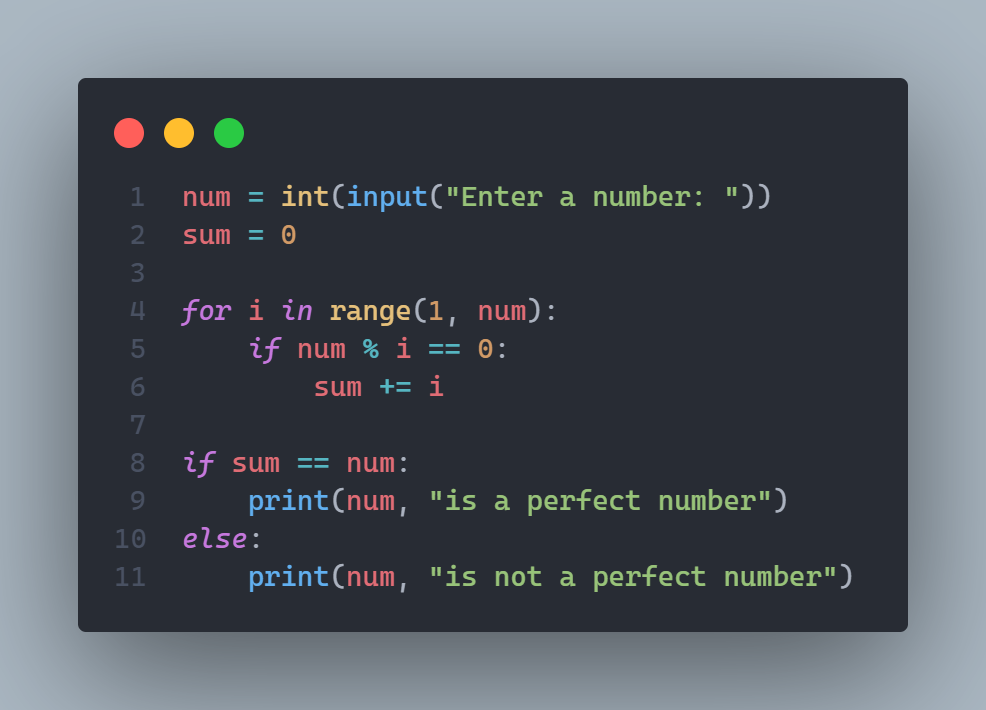 1 num = int(input("Enter a number: "))
2 sum = 0
3
4 for i in range(1, num):
5     if num % i == 0:
6         sum += i
7
8 if sum == num:
9     print(num, "is a perfect number")
10 else:
11     print(num, "is not a perfect number")